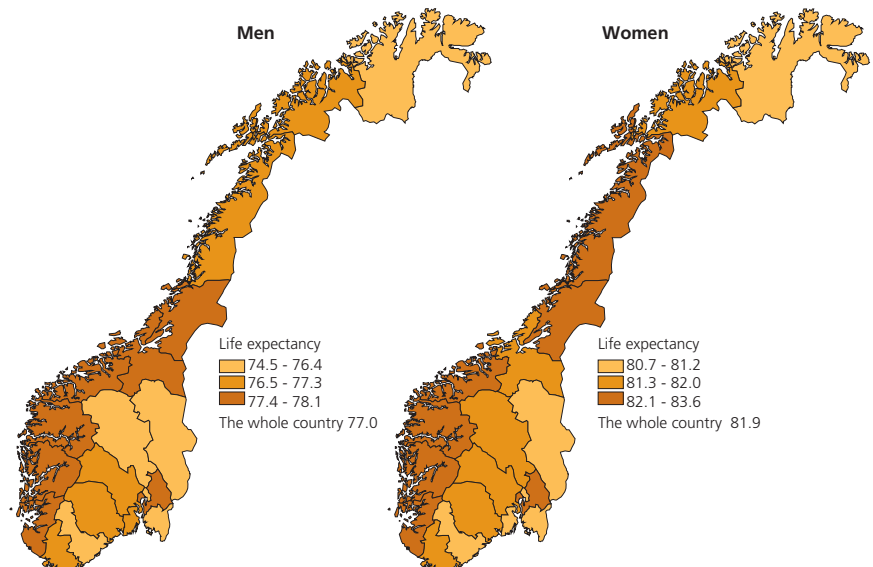 Men
Life expectancy
74.5 - 76.4
76.5 - 77.3
77.4 - 78.1
The whole country 77.0
Women
Life expectancy
80.7 - 81.2
81.3 - 82.0
82.1 - 83.6
The whole country 81.9